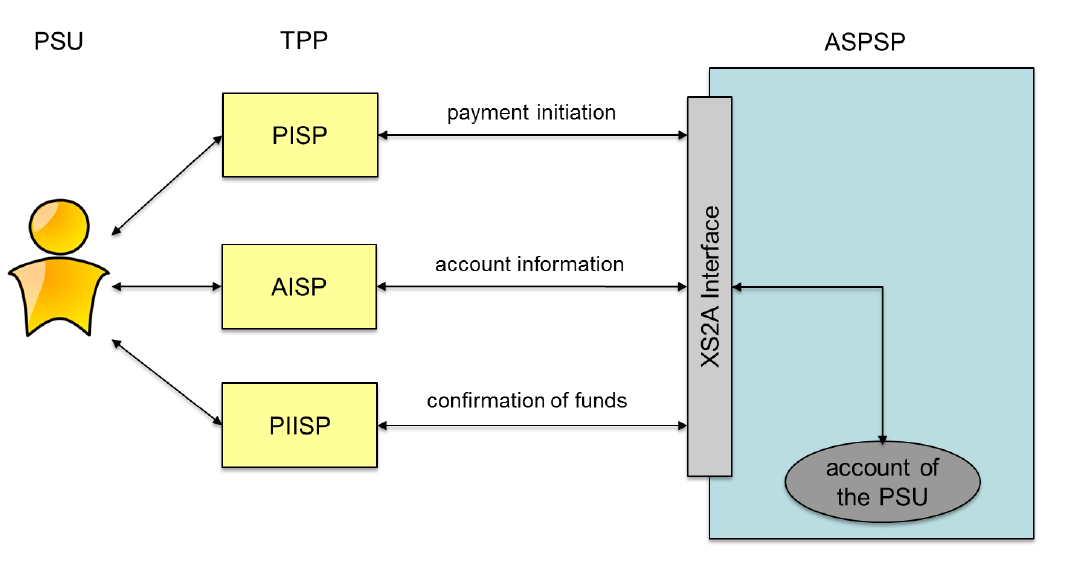 PSU
TPP
ASPSP
PISP
payment initiation
AISP
account information
XS2A Interface
PIISP
confirmation of funds
account of
the PSU